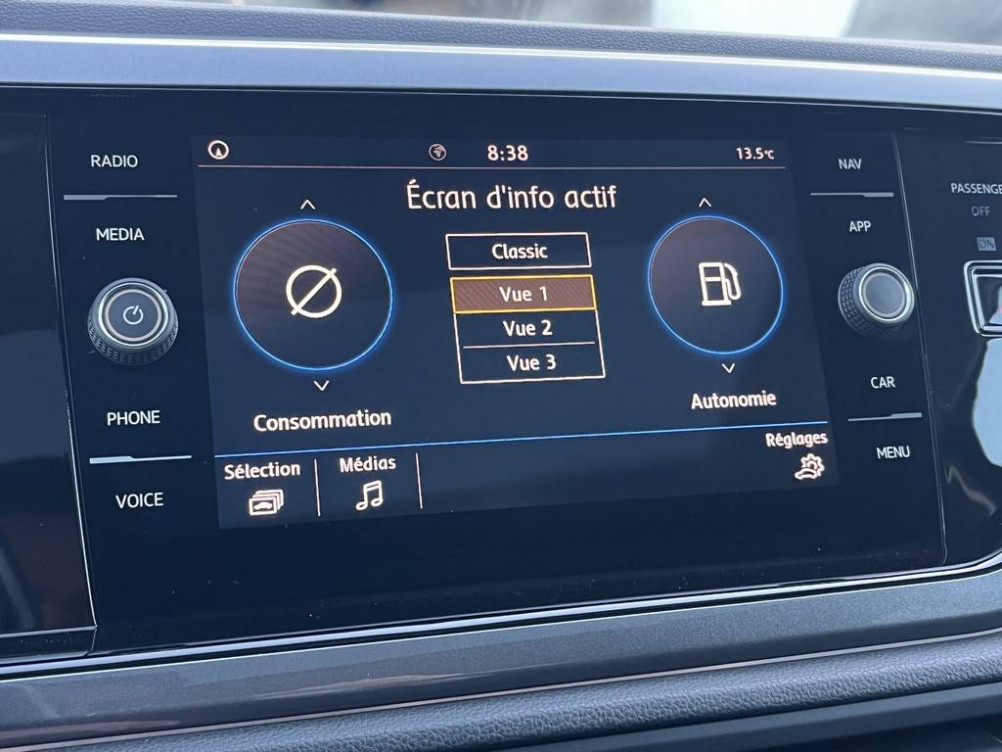 RADIO
MEDIA
PHONE
VOICE
8:38
13.5°C
Écran d'info actif
Classic
Vue 1
Vue 2
Vue 3
Consommation
Autonomie
Sélection
Médias
Réglages
NAV
APP
CAR
MENU
PASSENGE
OFF
ON